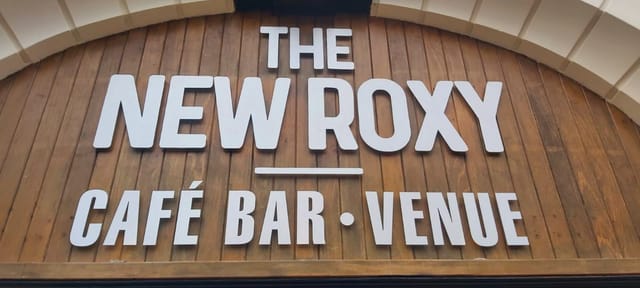 THE
NEW ROXY
CAFÉ BAR • VENUE